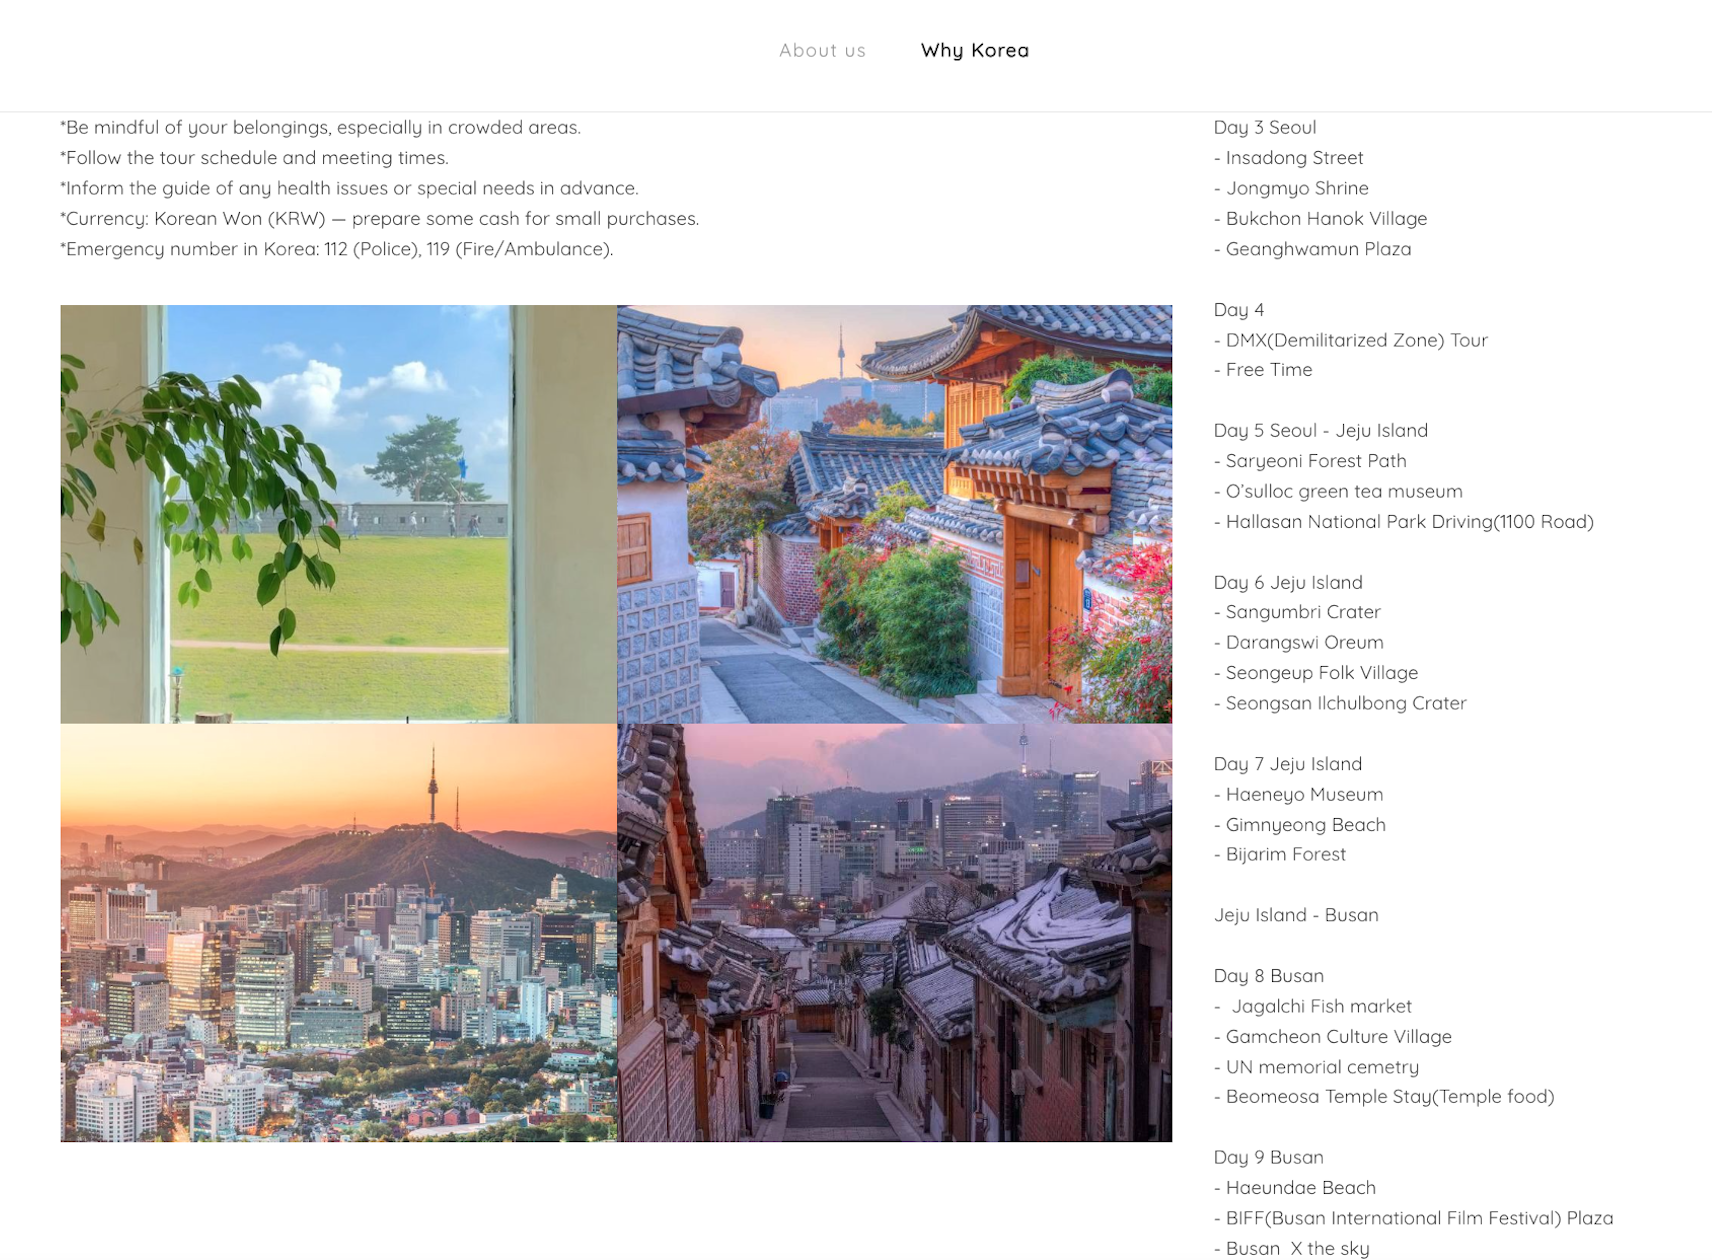 About us
Why Korea
*Be mindful of your belongings, especially in crowded areas.
*Follow the tour schedule and meeting times.
*Inform the guide of any health issues or special needs in advance.
*Currency: Korean Won (KRW) — prepare some cash for small purchases.
*Emergency number in Korea: 112 (Police), 119 (Fire/Ambulance).
Day 3 Seoul
- Insadong Street
- Jongmyo Shrine
- Bukchon Hanok Village
- Geanghwamun Plaza
Day 4
- DMX(Demilitarized Zone) Tour
- Free Time
Day 5 Seoul - Jeju Island
- Saryeoni Forest Path
- O'sulloc green tea museum
- Hallasan National Park Driving(1100 Road)
Day 6 Jeju Island
- Sangumbri Crater
- Darangswi Oreum
- Seongeup Folk Village
- Seongsan Ilchulbong Crater
Day 7 Jeju Island
- Haeneyo Museum
- Gimnyeong Beach
- Bijarim Forest
Jeju Island - Busan
Day 8 Busan
-  Jagalchi Fish market
- Gamcheon Culture Village
- UN memorial cemetry
- Beomeosa Temple Stay(Temple food)
Day 9 Busan
- Haeundae Beach
- BIFF(Busan International Film Festival) Plaza
- Busan  X the sky